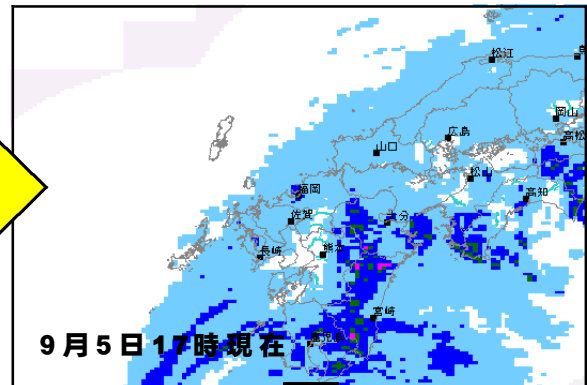 松江
岡山
高松
広島
山口
松山
高知
福岡
佐賀
大分
長崎
熊本
宮崎
鹿児島
9月5日17時現在